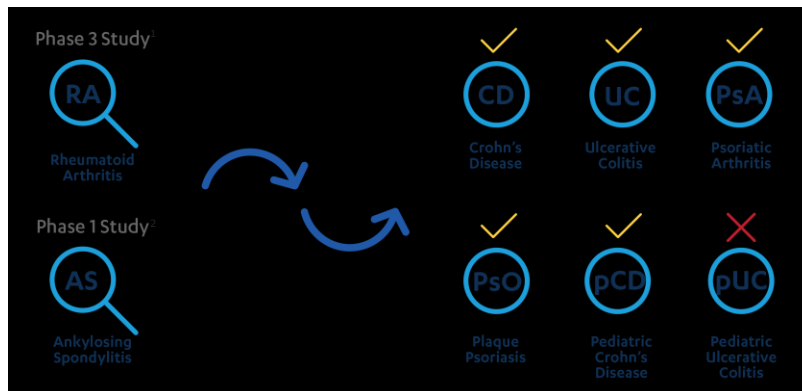 Phase 3 Study1
RA
Rheumatoid
Arthritis
Phase 1 Study2
AS
Ankylosing
Spondylitis
CD
Crohn's
Disease
UC
Ulcerative
Colitis
PsA
Psoriatic
Arthritis
PsO
Plaque
Psoriasis
pCD
Pediatric
Crohn's
Disease
pUC
Pediatric
Ulcerative
Colitis